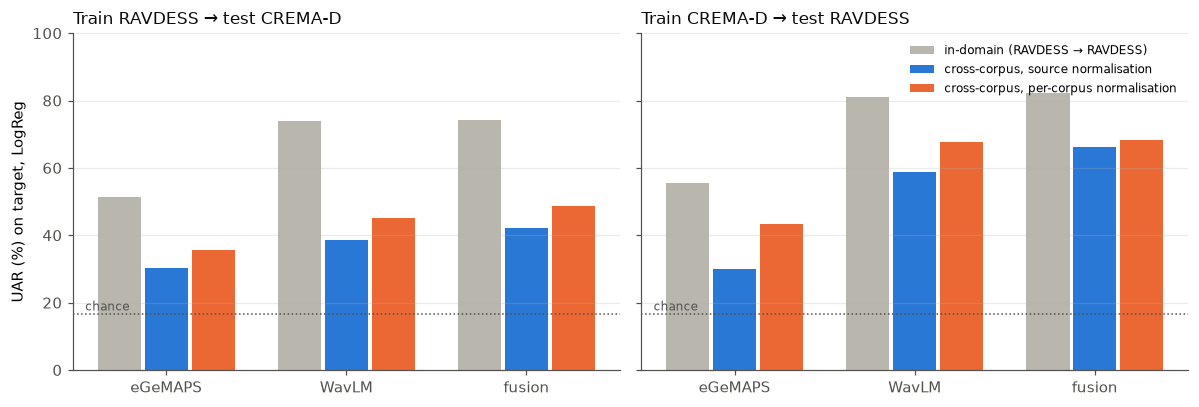 Train RAVDESS → test CREMA-D
UAR (%) on target, LogReg
100
80
60
40
20
0
chance
eGeMAPS
WavLM
fusion
Train CREMA-D → test RAVDESS
in-domain (RAVDESS → RAVDESS)
cross-corpus, source normalisation
cross-corpus, per-corpus normalisation
chance
eGeMAPS
WavLM
fusion